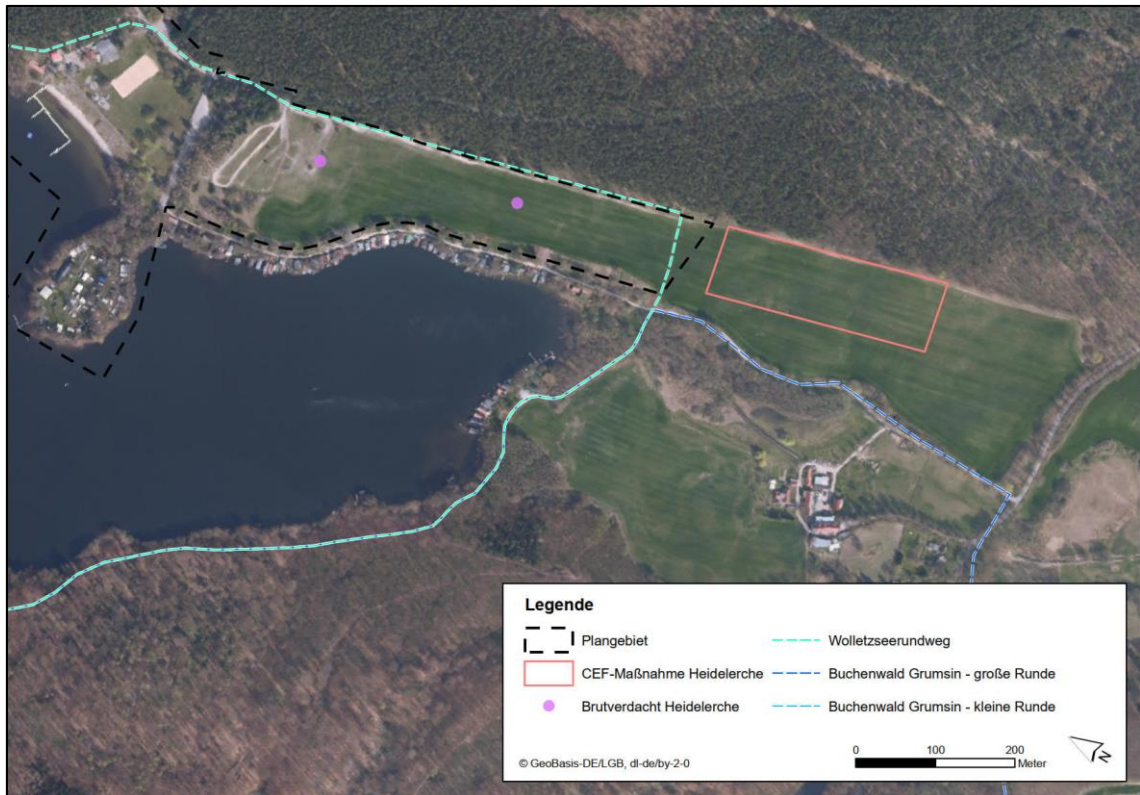 Legende
Plangebiet
CEF-Maßnahme Heidelerche
Brutverdacht Heidelerche
Wolletzseerundweg
Buchenwald Grumsin - große Runde
Buchenwald Grumsin - kleine Runde
© GeoBasis-DE/LGB, dl-de/by-2-0
0 100 200
Meter
N